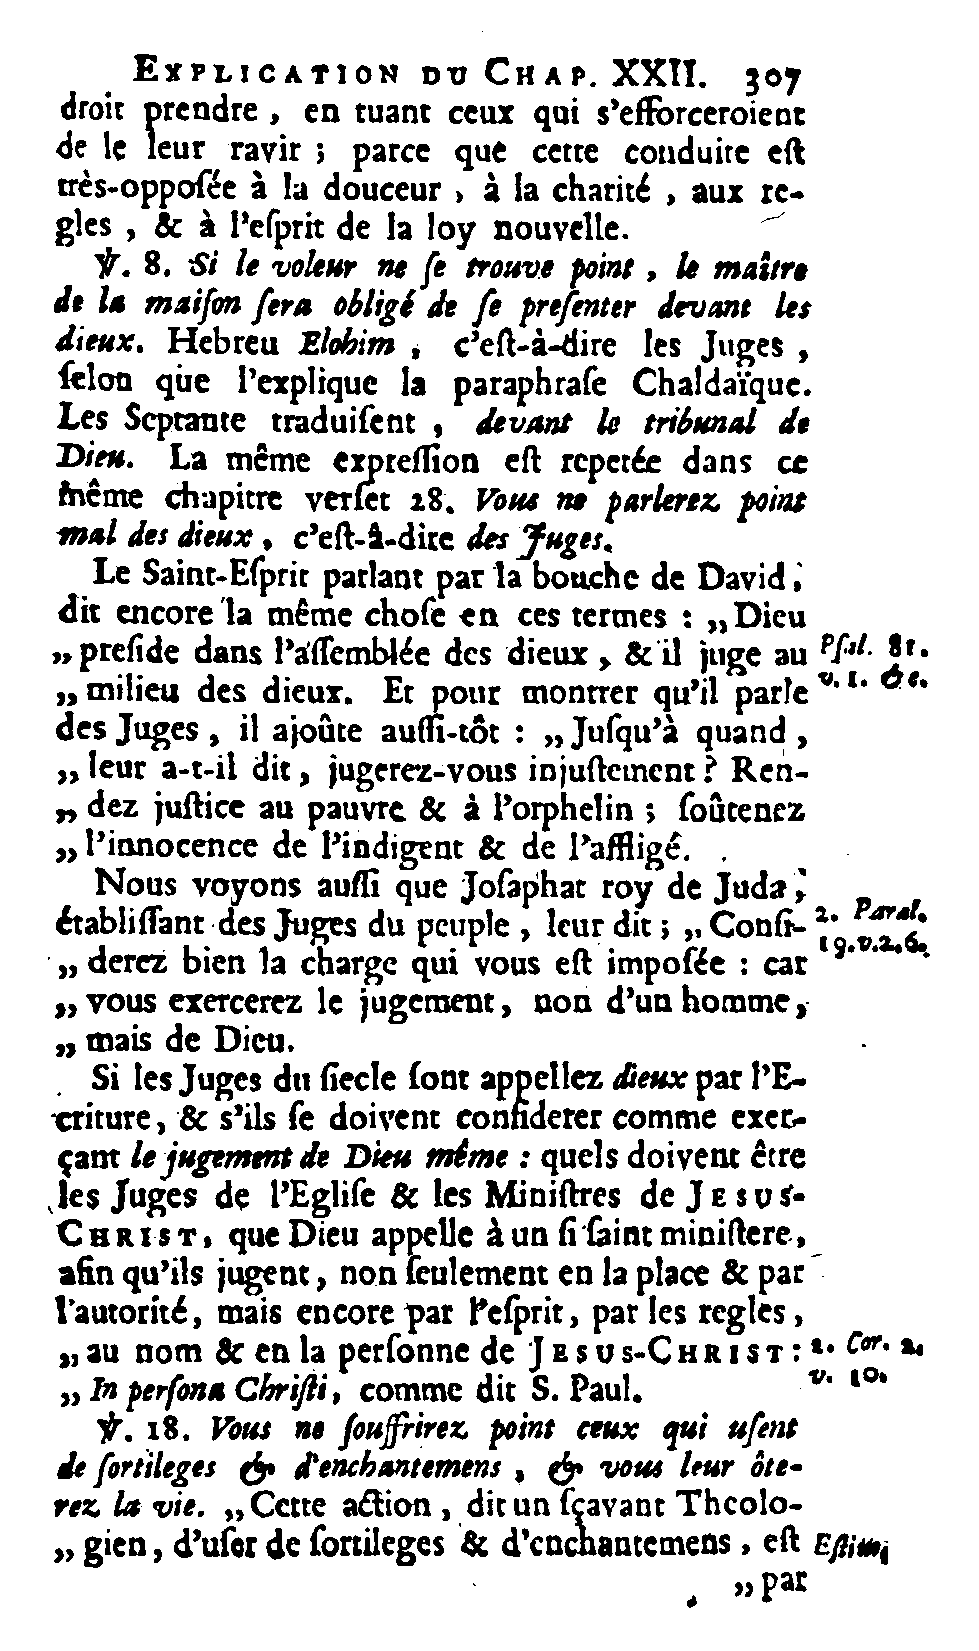 EXPLICATION DU CHAP. XXII. 307
droit prendre, en tuant ceux qui s'efforceroient
de le leur ravir ; parce que cette conduite eſt
très-oppoſée à la douceur, à la charité, aux re-
gles, & à l'eſprit de la loy nouvelle.
℣. 8. Si le voleur ne ſe trouve point, le maître
de la maiſon ſera obligé de ſe preſenter devant les
dieux. Hebreu Elohim, c'eſt-à-dire les Juges,
ſelon que l'explique la paraphraſe Chaldaïque.
Les Septante traduiſent, devant le tribunal de
Dieu. La même expreſſion eſt repetée dans ce
même chapitre verſet 28. Vous ne parlerez point
mal des dieux, c'eſt-à-dire des Juges.
Le Saint-Eſprit parlant par la bouche de David,
dit encore la même choſe en ces termes : „Dieu
„preſide dans l'aſſemblée des dieux, & il juge au Pſal. 81.
„milieu des dieux. Et pour montrer qu'il parle v. 1. &c.
des Juges, il ajoûte auſſi-tôt : „Juſqu'à quand,
„leur a-t-il dit, jugerez-vous injuſtement ? Ren-
„dez juſtice au pauvre & à l'orphelin ; ſoûtenez
„l'innocence de l'indigent & de l'affligé.
Nous voyons auſſi que Joſaphat roy de Juda,
établiſſant des Juges du peuple, leur dit ; „Conſi- 2. Paral.
„derez bien la charge qui vous eſt impoſée : car 19.v.2.6.
„vous exercerez le jugement, non d'un homme,
„mais de Dieu.
Si les Juges du ſiecle ſont appellez dieux par l'E-
criture, & s'ils ſe doivent conſiderer comme exer-
çant le jugement de Dieu même : quels doivent être
les Juges de l'Egliſe & les Miniſtres de JESUS-
CHRIST, que Dieu appelle à un ſi ſaint miniſtere,
afin qu'ils jugent, non ſeulement en la place & par
l'autorité, mais encore par l'eſprit, par les regles,
„au nom & en la perſonne de JESUS-CHRIST : 2. Cor. 2.
„In perſona Chriſti, comme dit S. Paul. v. 10.
℣. 18. Vous ne ſouffrirez point ceux qui uſent
de ſortileges & d'enchantemens, & vous leur ôte-
rez la vie. „Cette action, dit un ſçavant Theolo-
„gien, d'uſer de ſortileges & d'enchantemens, eſt Eſtius,
„par